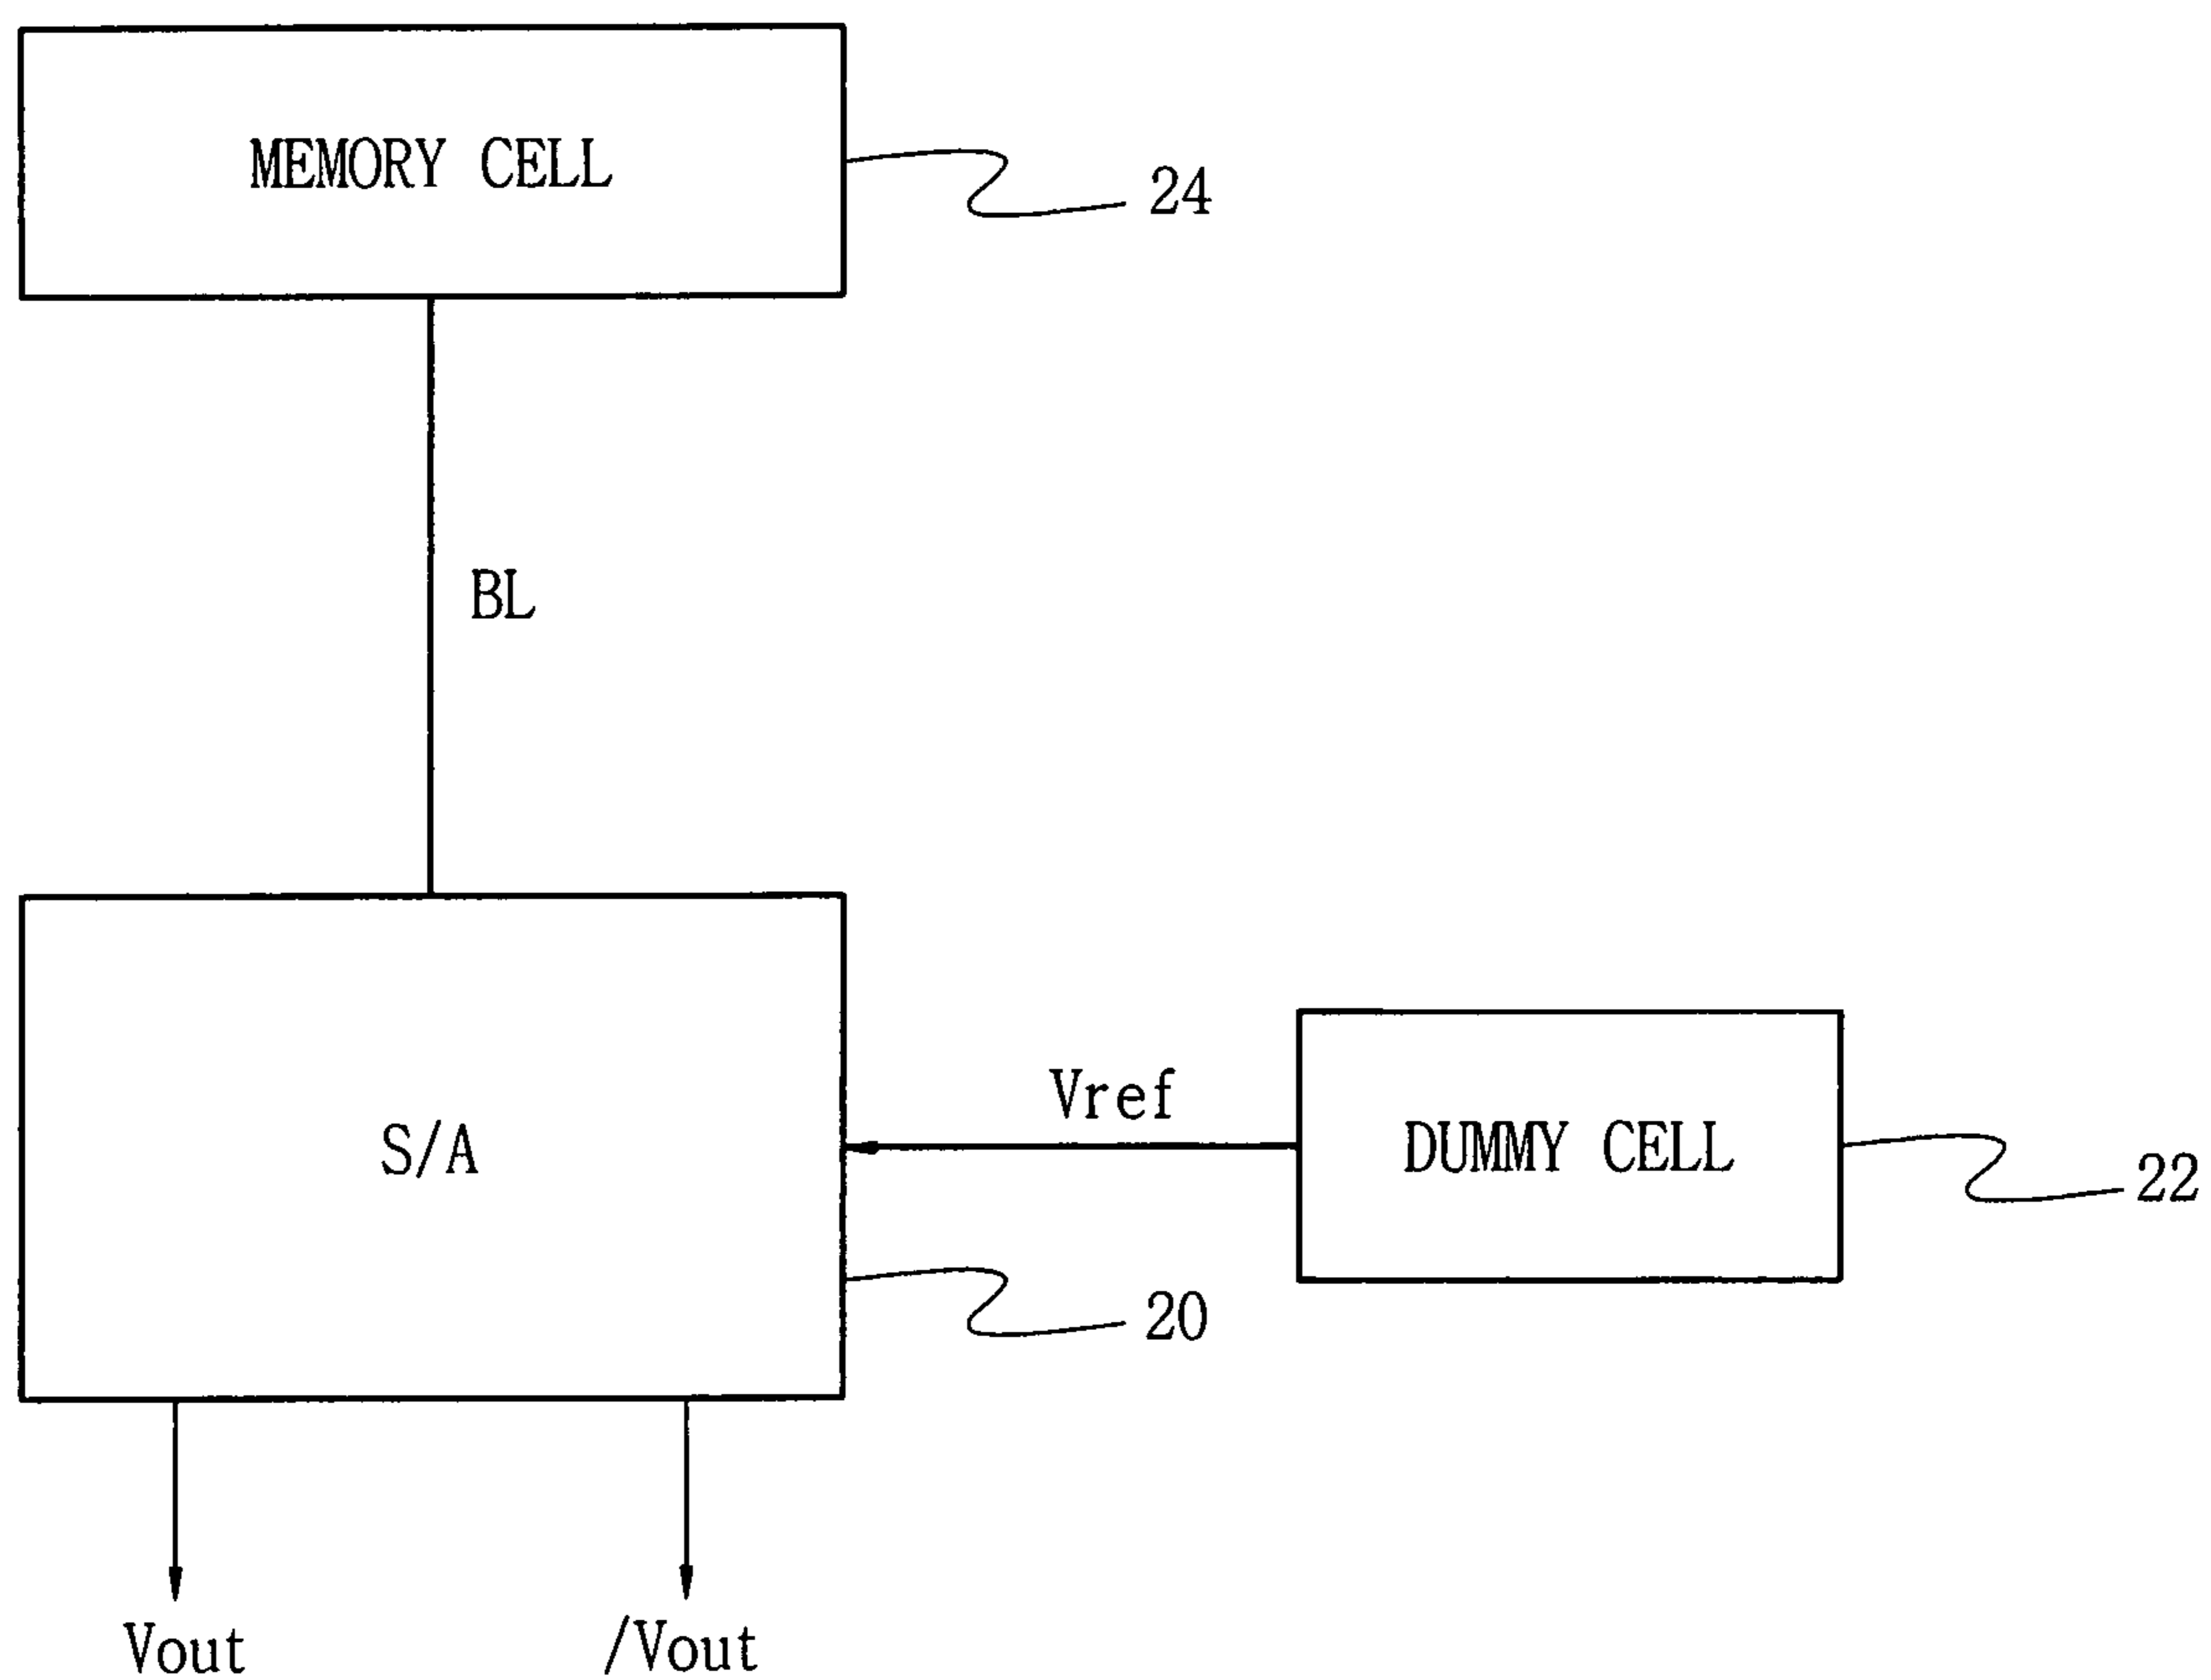 MEMORY CELL
24
BL
Vref
S/A
DUMMY CELL
22
20
Vout
/Vout